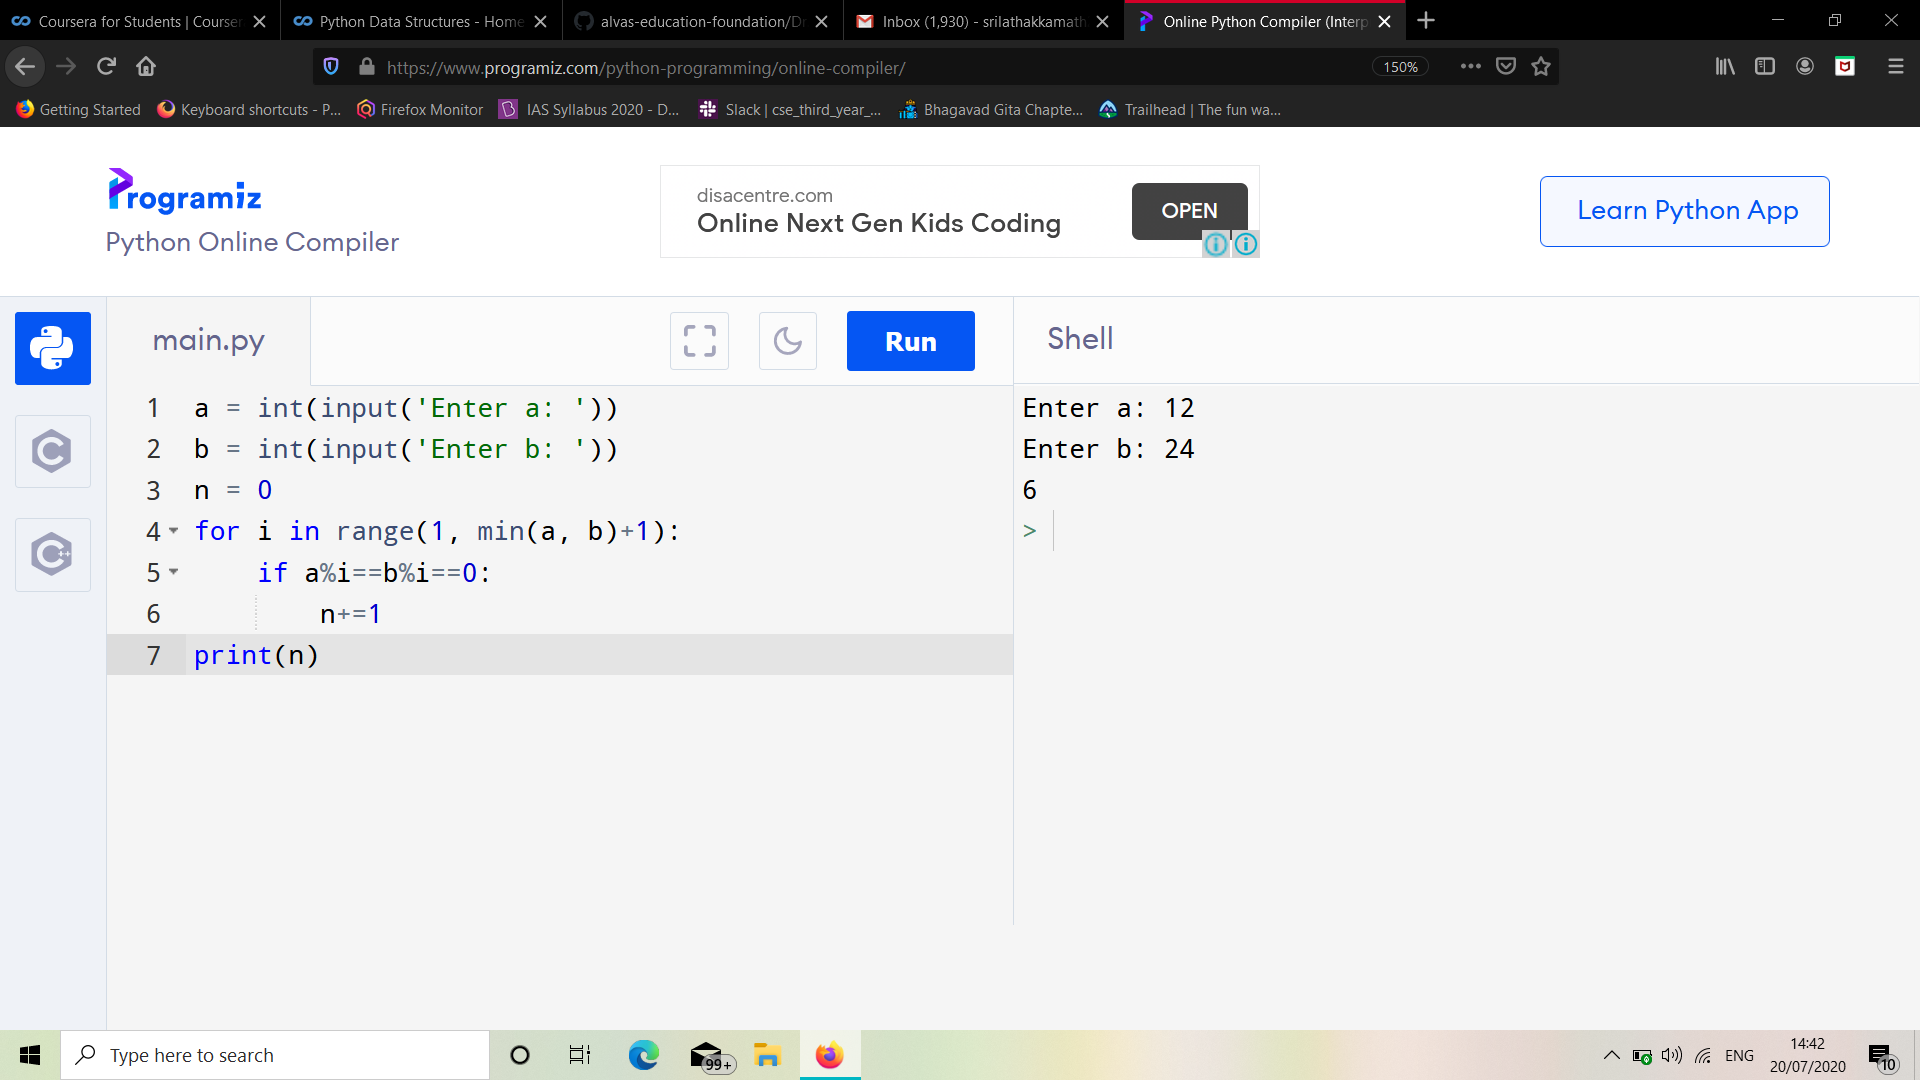 Coursera for Students | Courser
Python Data Structures - Home
alvas-education-foundation/Dr
Inbox (1,930) - srilathakkamath
Online Python Compiler (Interp
https://www.programiz.com/python-programming/online-compiler/
150%
Getting Started
Keyboard shortcuts - P...
Firefox Monitor
IAS Syllabus 2020 - D...
Slack | cse_third_year_...
Bhagavad Gita Chapte...
Trailhead | The fun wa...
Programiz
Python Online Compiler
disacentre.com
Online Next Gen Kids Coding
OPEN
Learn Python App
main.py
Run
Shell
1 a = int(input('Enter a: '))
2 b = int(input('Enter b: '))
3 n = 0
4 for i in range(1, min(a, b)+1):
5     if a%i==b%i==0:
6         n+=1
7 print(n)
Enter a: 12
Enter b: 24
6
>
C
C++
Type here to search
99+
ENG
14:42
20/07/2020
10